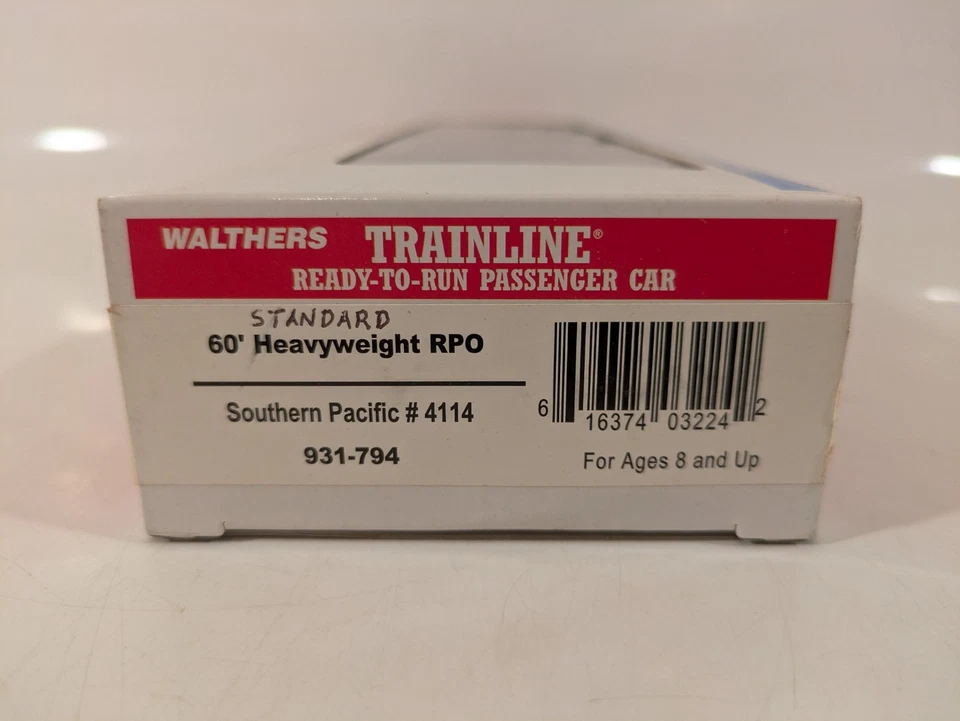 WALTHERS TRAINLINE®
READY-TO-RUN PASSENGER CAR
STANDARD
60' Heavyweight RPO
Southern Pacific # 4114
931-794
6 16374 03224 2
For Ages 8 and Up